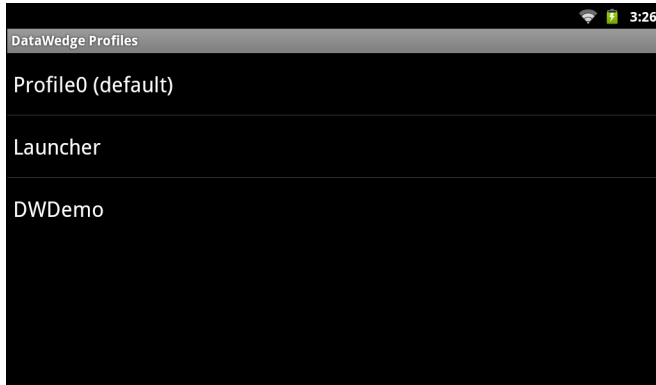 3:26
DataWedge Profiles
Profile0 (default)
Launcher
DWDemo